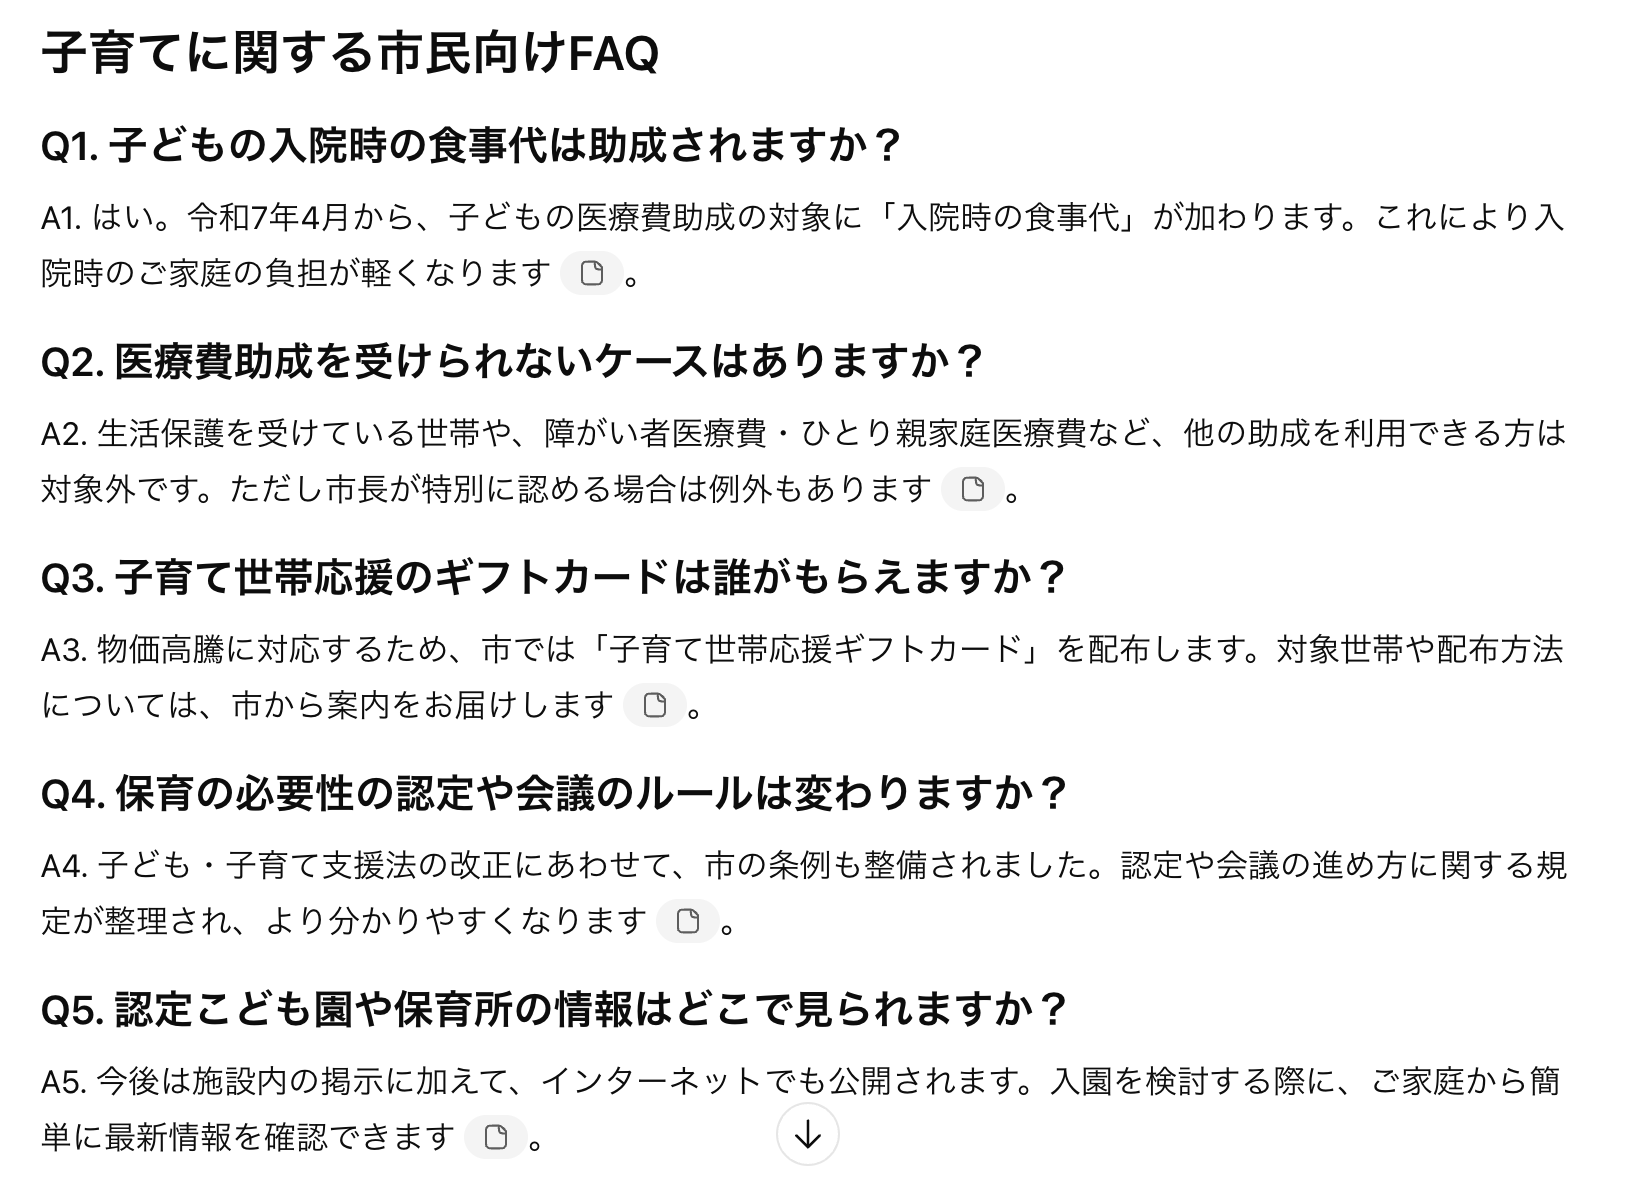 子育てに関する市民向けFAQ
Q1. 子どもの入院時の食事代は助成されますか？
A1. はい。令和7年4月から、子どもの医療費助成の対象に「入院時の食事代」が加わります。これにより入
院時のご家庭の負担が軽くなります 。
Q2. 医療費助成を受けられないケースはありますか？
A2. 生活保護を受けている世帯や、障がい者医療費・ひとり親家庭医療費など、他の助成を利用できる方は
対象外です。ただし市長が特別に認める場合は例外もあります 。
Q3. 子育て世帯応援のギフトカードは誰がもらえますか？
A3. 物価高騰に対応するため、市では「子育て世帯応援ギフトカード」を配布します。対象世帯や配布方法
については、市から案内をお届けします 。
Q4. 保育の必要性の認定や会議のルールは変わりますか？
A4. 子ども・子育て支援法の改正にあわせて、市の条例も整備されました。認定や会議の進め方に関する規
定が整理され、より分かりやすくなります 。
Q5. 認定こども園や保育所の情報はどこで見られますか？
A5. 今後は施設内の掲示に加えて、インターネットでも公開されます。入園を検討する際に、ご家庭から簡
単に最新情報を確認できます 。